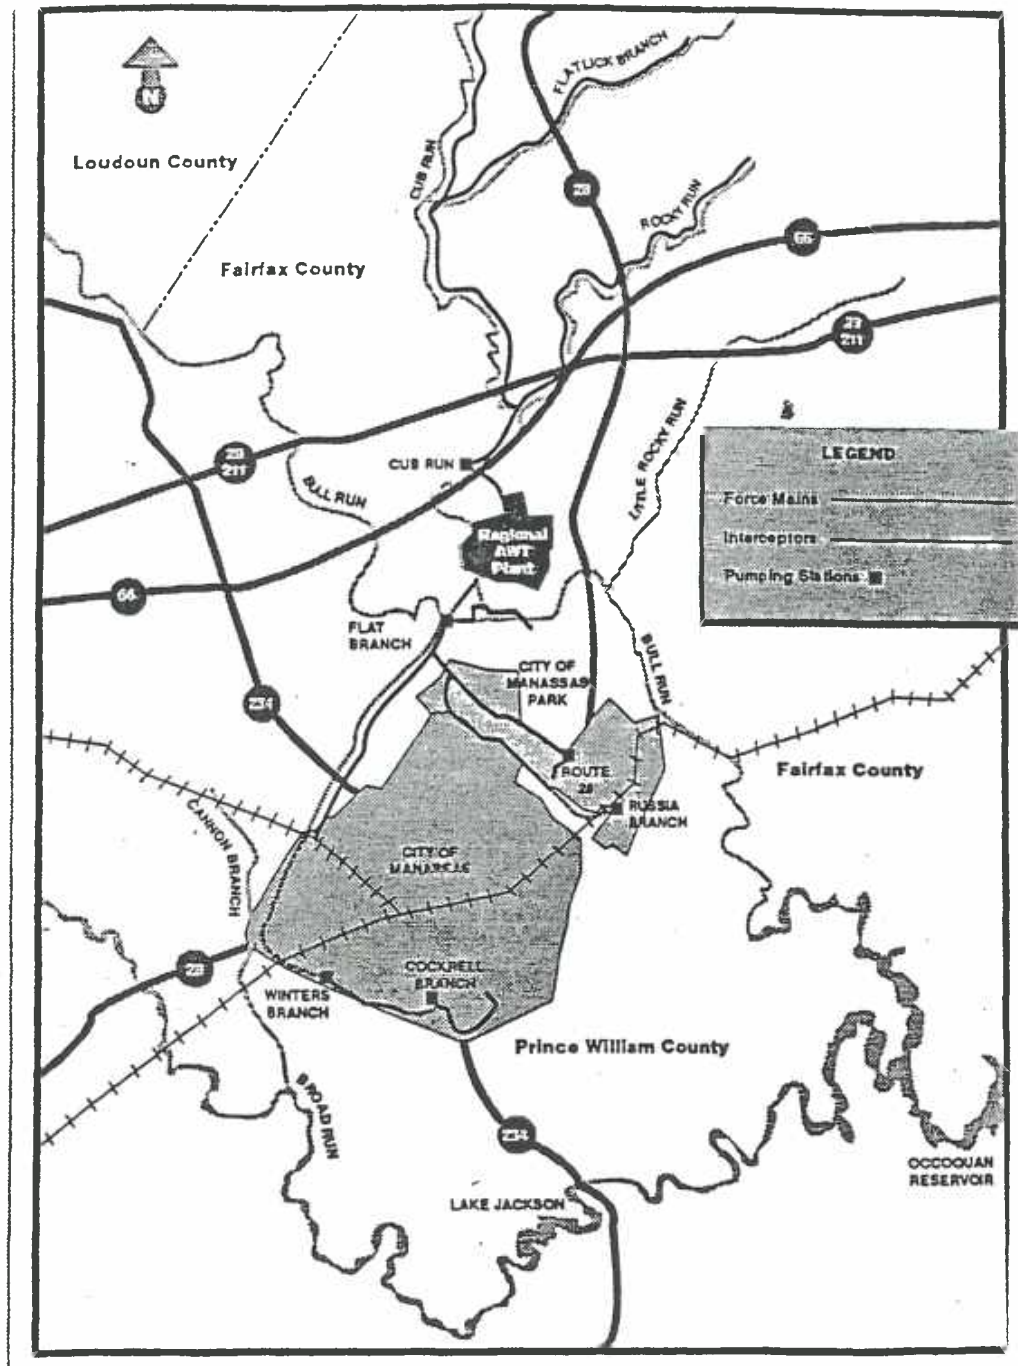 FLATLICK BRANCH
N
Loudoun County
CUB RUN
28
ROCKY RUN
66
Fairfax County
29
211
LITTLE ROCKY RUN
LEGEND
Force Mains
Interceptors
Pumping Stations
29
211
CUB RUN
BULL RUN
Regional
AWT
Plant
66
FLAT
BRANCH
BULL RUN
CITY OF
MANASSAS
PARK
234
ROUTE
28
Fairfax County
RUSSIA
BRANCH
CANNON BRANCH
CITY OF
MANASSAS
28
WINTERS
BRANCH
COCKRELL
BRANCH
Prince William County
BROAD RUN
234
OCCOQUAN
RESERVOIR
LAKE JACKSON